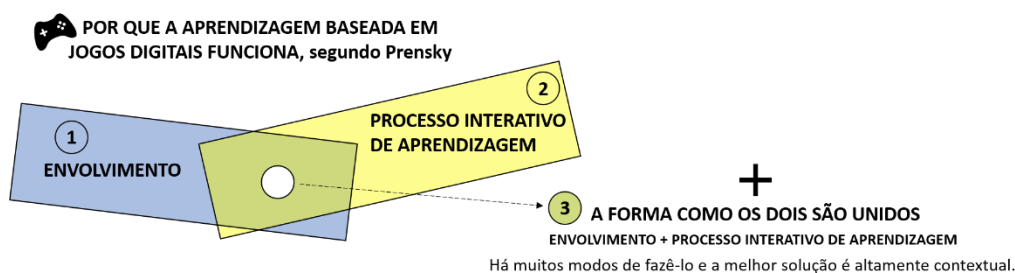 POR QUE A APRENDIZAGEM BASEADA EM
JOGOS DIGITAIS FUNCIONA, segundo Prensky
1
ENVOLVIMENTO
2
PROCESSO INTERATIVO
DE APRENDIZAGEM
+
3 A FORMA COMO OS DOIS SÃO UNIDOS
ENVOLVIMENTO + PROCESSO INTERATIVO DE APRENDIZAGEM
Há muitos modos de fazê-lo e a melhor solução é altamente contextual.